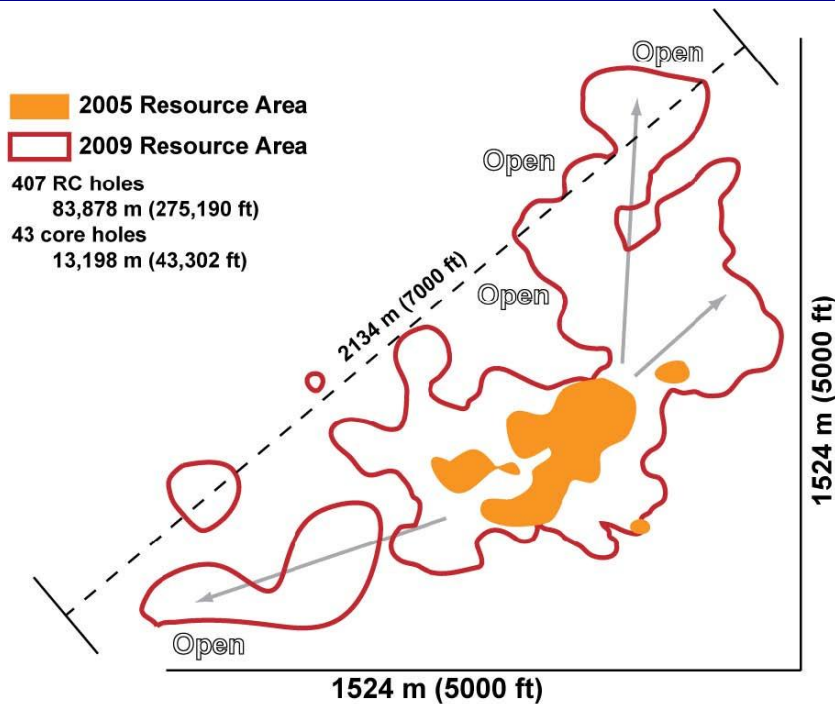 Open
2005 Resource Area
2009 Resource Area
407 RC holes
83,878 m (275,190 ft)
43 core holes
13,198 m (43,302 ft)
Open
Open
2134 m (7000 ft)
1524 m (5000 ft)
Open
1524 m (5000 ft)